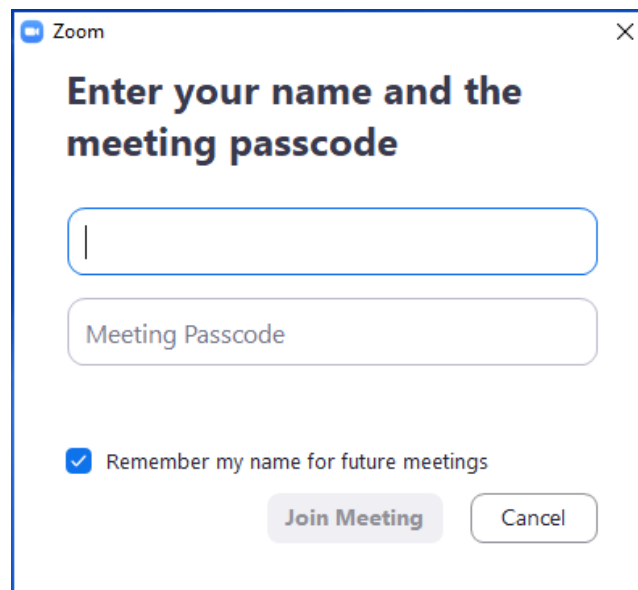 Zoom
Enter your name and the
meeting passcode
Meeting Passcode
Remember my name for future meetings
Join Meeting
Cancel